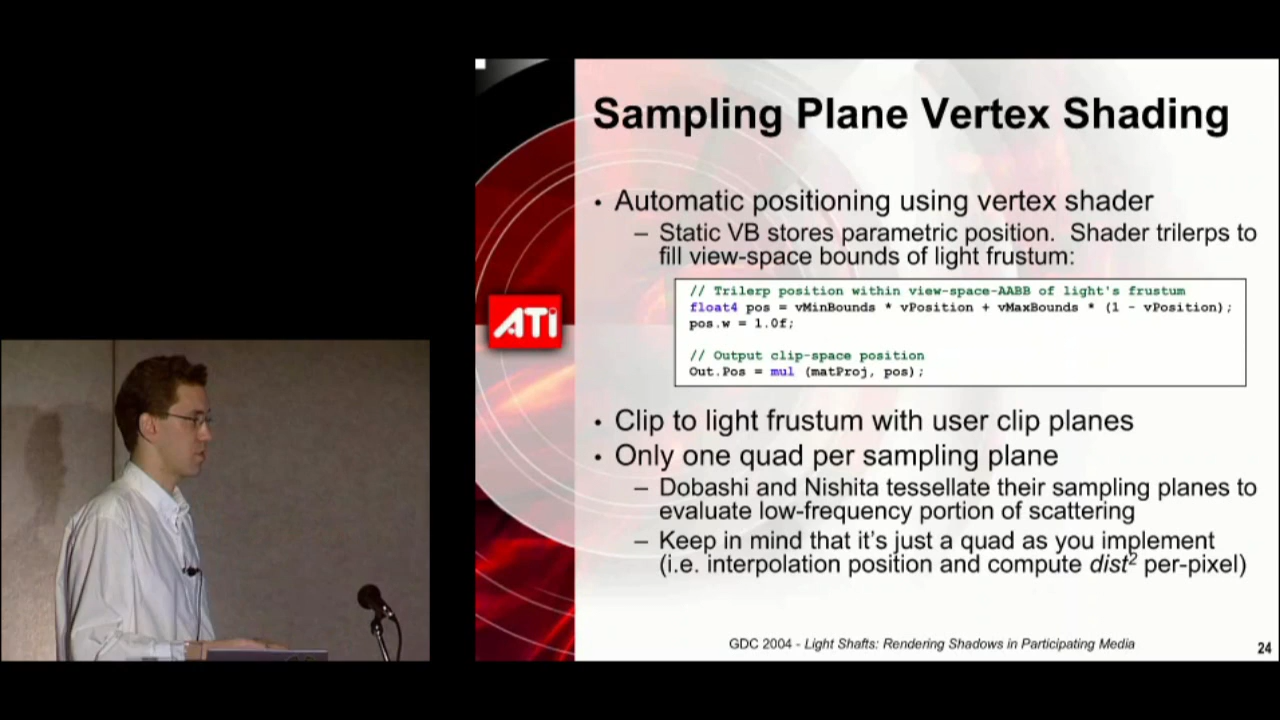 Sampling Plane Vertex Shading
• Automatic positioning using vertex shader
– Static VB stores parametric position. Shader trilerps to
fill view-space bounds of light frustum:
// Trilerp position within view-space-AABB of light's frustum
float4 pos = vMinBounds * vPosition + vMaxBounds * (1 - vPosition);
pos.w = 1.0f;
// Output clip-space position
Out.Pos = mul (matProj, pos);
ATi
• Clip to light frustum with user clip planes
• Only one quad per sampling plane
– Dobashi and Nishita tessellate their sampling planes to
evaluate low-frequency portion of scattering
– Keep in mind that it's just a quad as you implement
(i.e. interpolation position and compute dist² per-pixel)
GDC 2004 - Light Shafts: Rendering Shadows in Participating Media
24